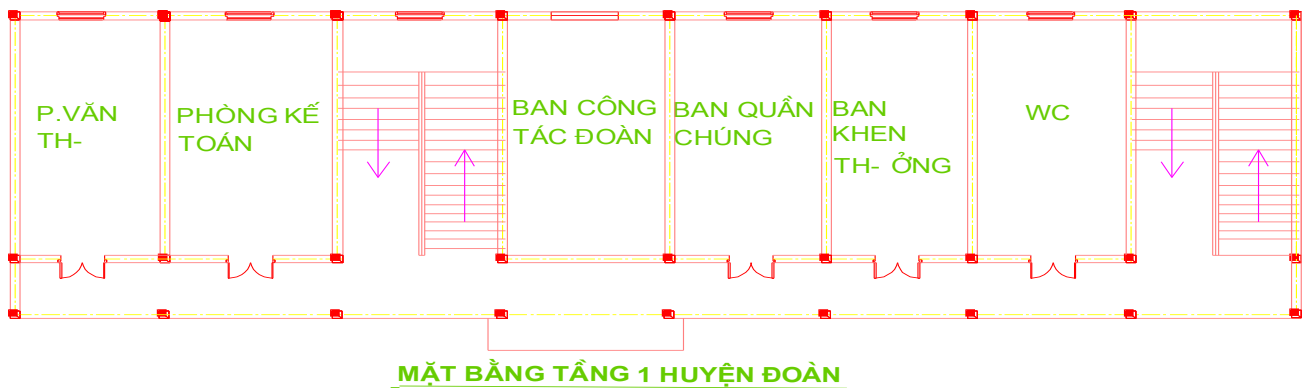 P.VĂN
TH-
PHÒNG KẾ
TOÁN
BAN CÔNG
TÁC ĐOÀN
BAN QUẦN
CHÚNG
BAN
KHEN
TH- ỞNG
WC
MẶT BẰNG TẦNG 1 HUYỆN ĐOÀN